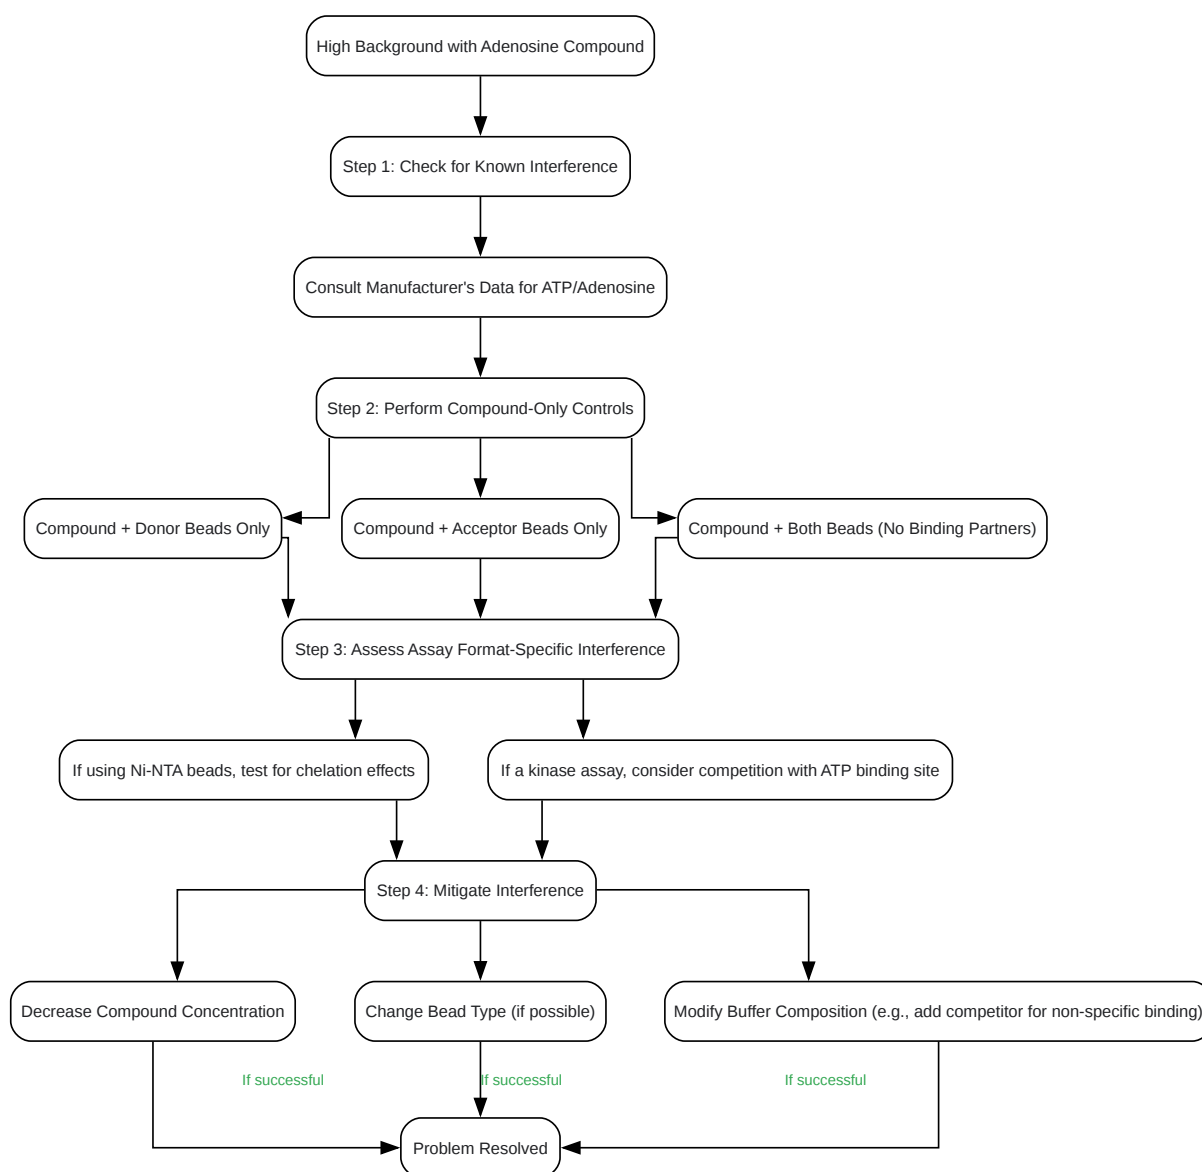 High Background with Adenosine Compound
Step 1: Check for Known Interference
Consult Manufacturer's Data for ATP/Adenosine
Step 2: Perform Compound-Only Controls
Compound + Donor Beads Only
Compound + Acceptor Beads Only
Compound + Both Beads (No Binding Partners)
Step 3: Assess Assay Format-Specific Interference
If using Ni-NTA beads, test for chelation effects
If a kinase assay, consider competition with ATP binding site
Step 4: Mitigate Interference
Decrease Compound Concentration
Change Bead Type (if possible)
Modify Buffer Composition (e.g., add competitor for non-specific binding)
If successful
If successful
If successful
Problem Resolved